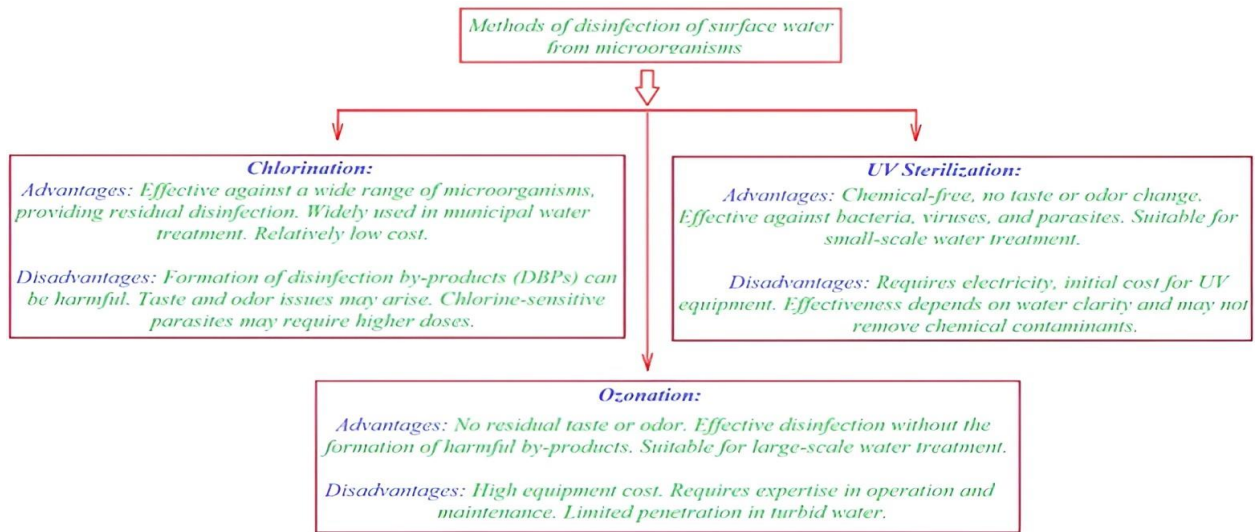 Methods of disinfection of surface water
from microorganisms
Chlorination:
Advantages: Effective against a wide range of microorganisms,
providing residual disinfection. Widely used in municipal water
treatment. Relatively low cost.
Disadvantages: Formation of disinfection by-products (DBPs) can
be harmful. Taste and odor issues may arise. Chlorine-sensitive
parasites may require higher doses.
UV Sterilization:
Advantages: Chemical-free, no taste or odor change.
Effective against bacteria, viruses, and parasites. Suitable for
small-scale water treatment.
Disadvantages: Requires electricity, initial cost for UV
equipment. Effectiveness depends on water clarity and may not
remove chemical contaminants.
Ozonation:
Advantages: No residual taste or odor. Effective disinfection without the
formation of harmful by-products. Suitable for large-scale water treatment.
Disadvantages: High equipment cost. Requires expertise in operation and
maintenance. Limited penetration in turbid water.